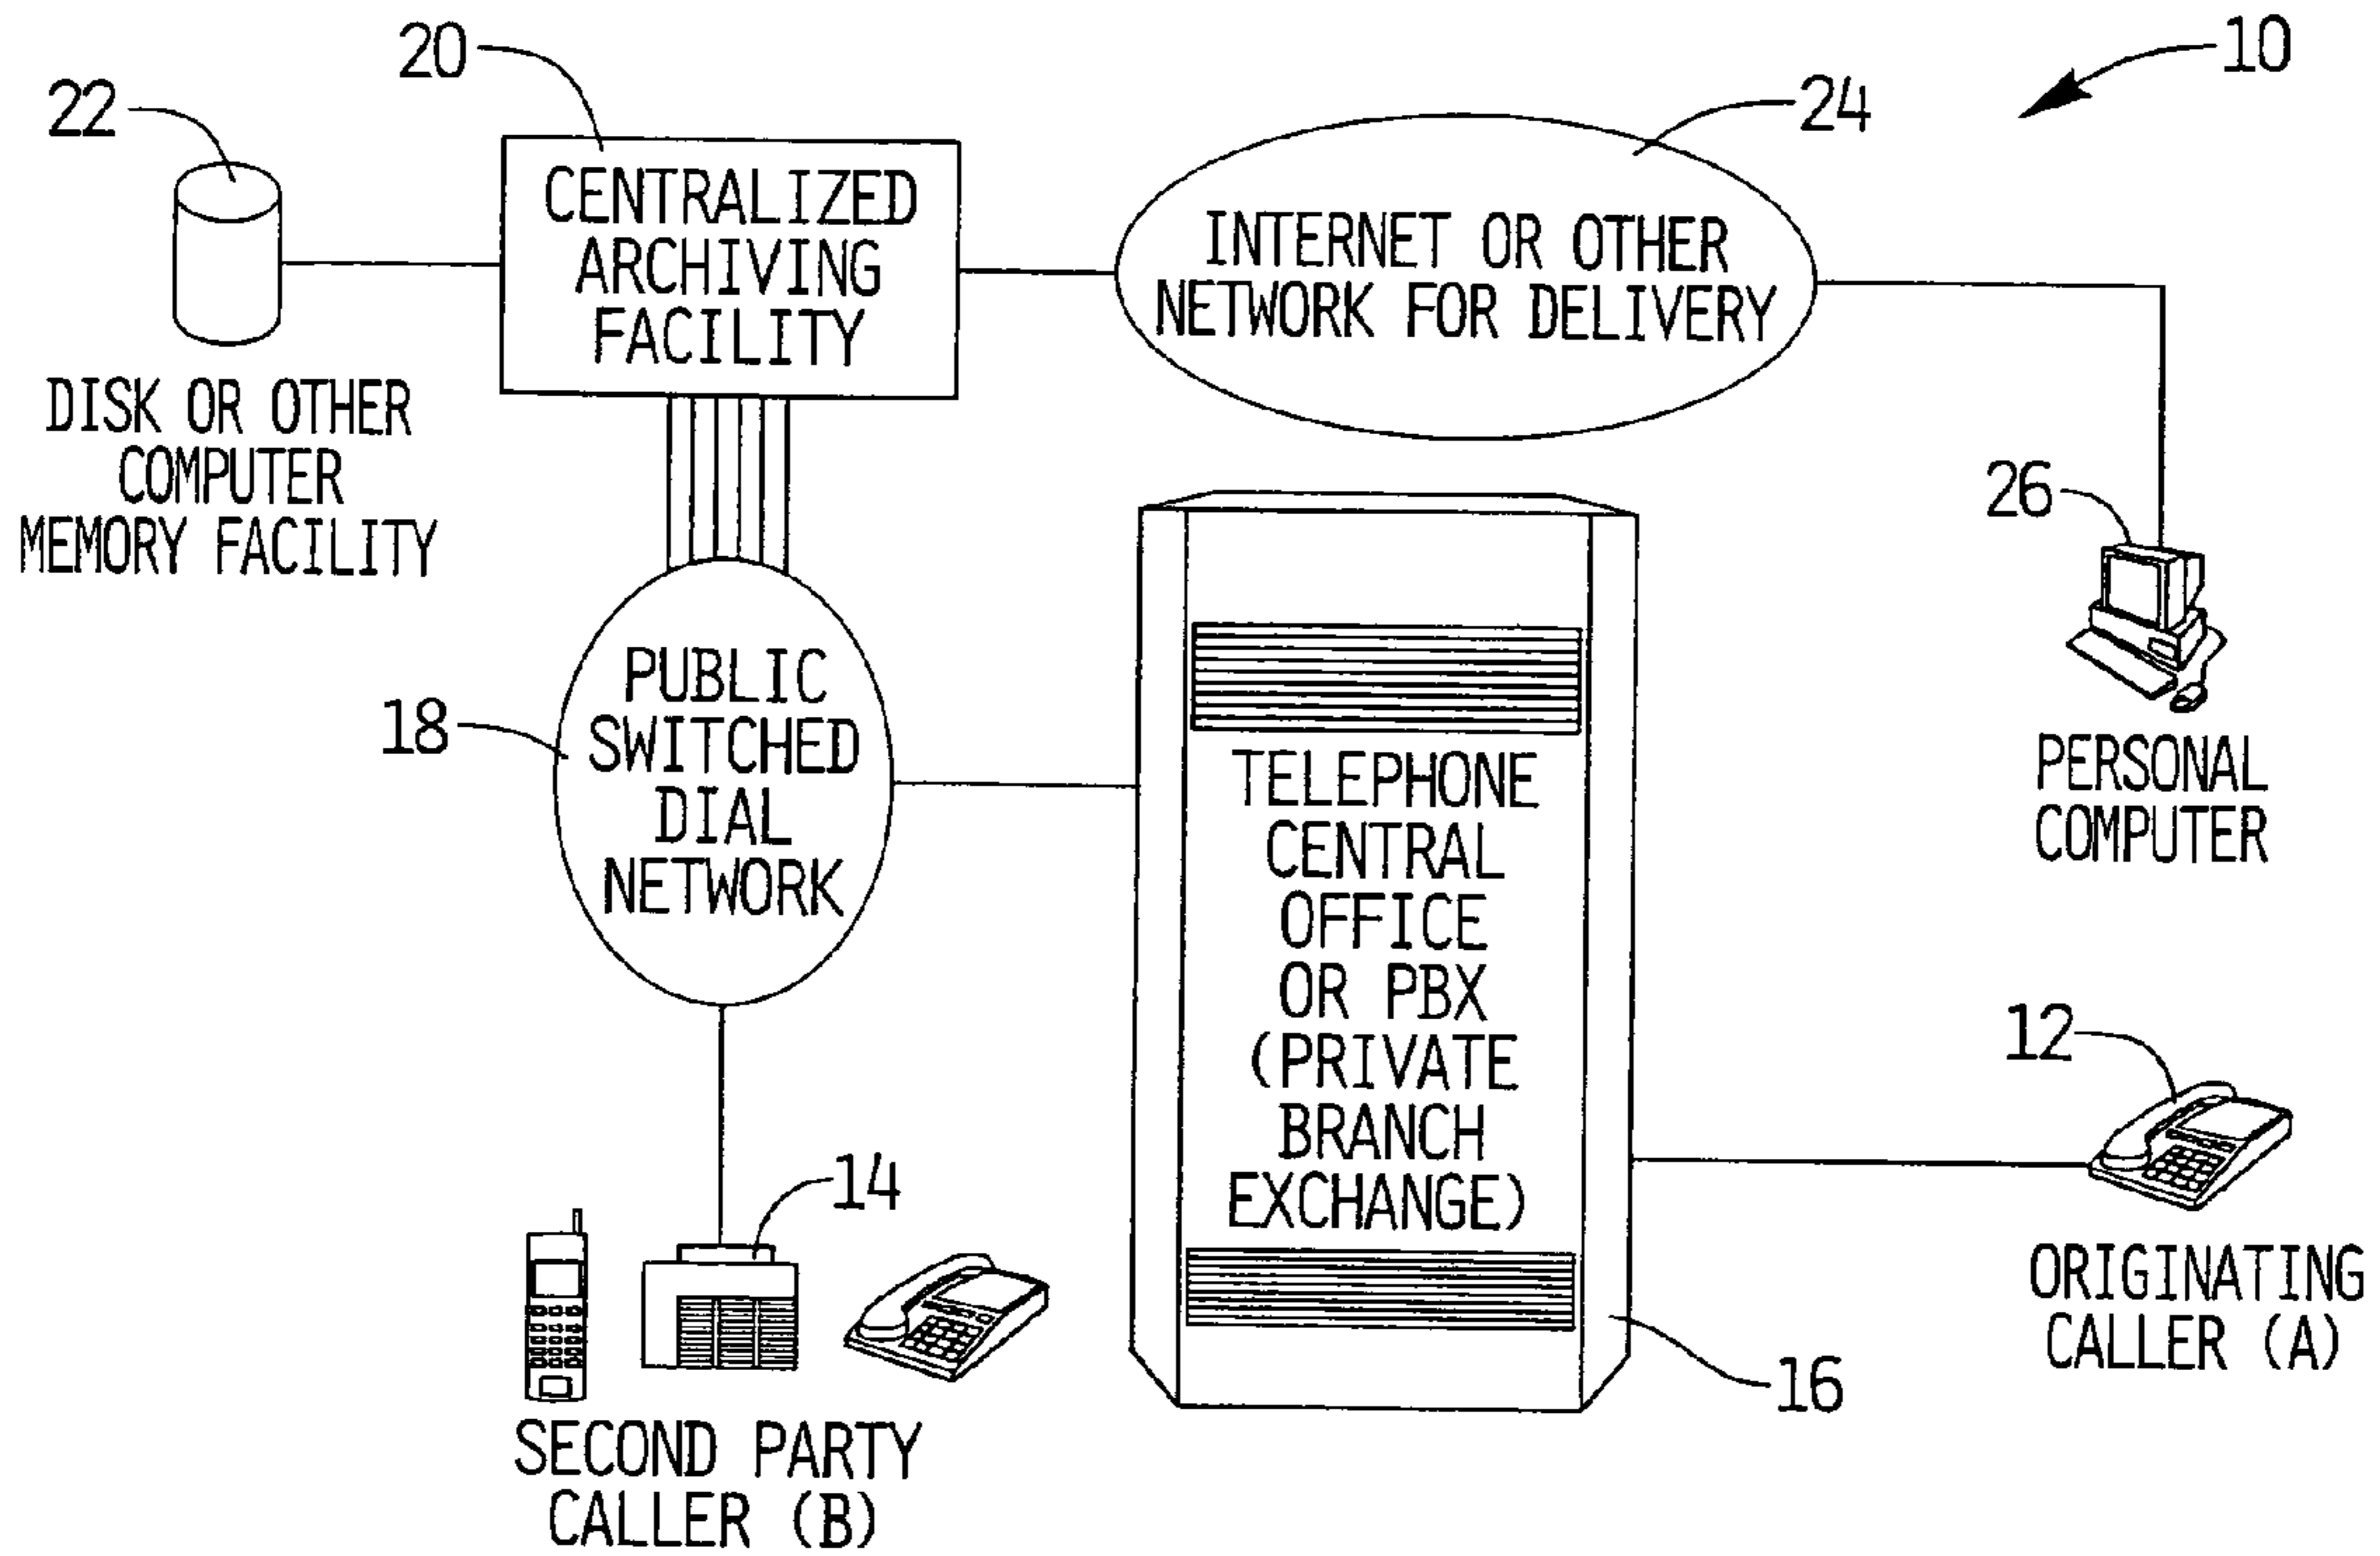 20
10
22
24
CENTRALIZED
ARCHIVING
FACILITY
INTERNET OR OTHER
NETWORK FOR DELIVERY
DISK OR OTHER
COMPUTER
MEMORY FACILITY
26
PERSONAL
COMPUTER
18
PUBLIC
SWITCHED
DIAL
NETWORK
TELEPHONE
CENTRAL
OFFICE
OR PBX
(PRIVATE
BRANCH
EXCHANGE)
12
ORIGINATING
CALLER (A)
14
16
SECOND PARTY
CALLER (B)